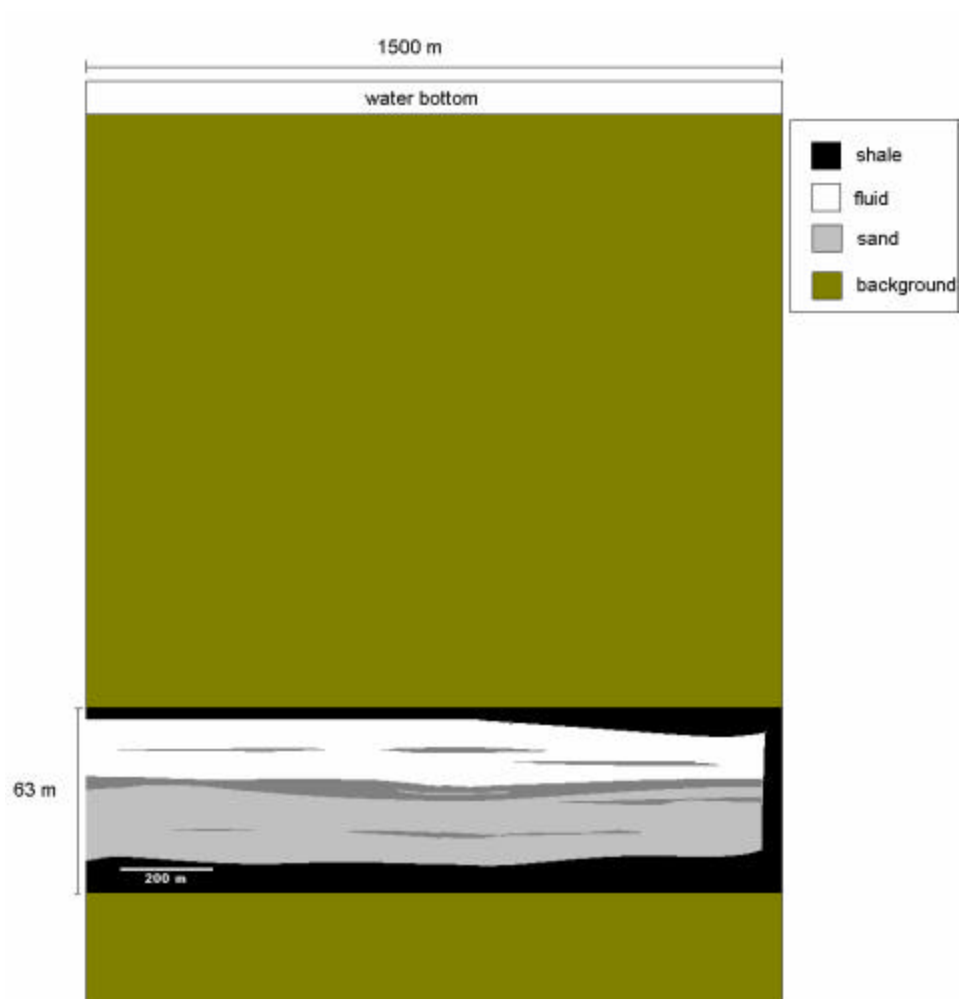 1500 m
water bottom
shale
fluid
sand
background
63 m
200 m